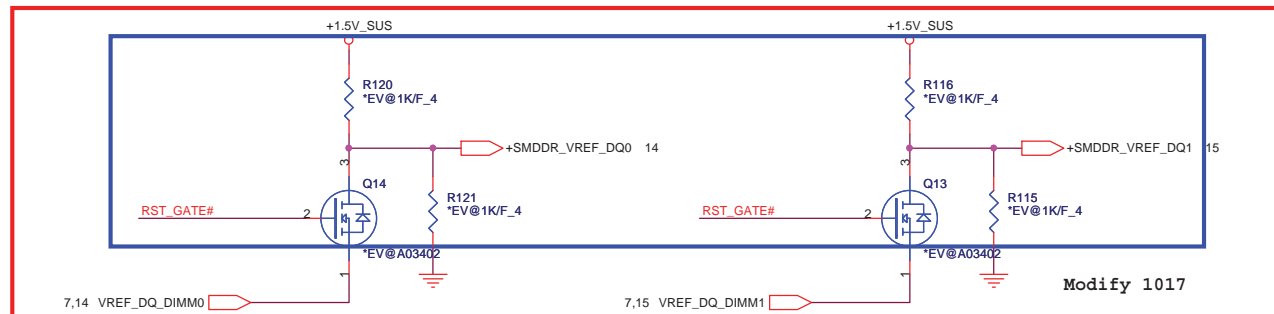 +1.5V_SUS
R120
*EV@1K/F_4
+SMDDR_VREF_DQ0 14
3
Q14
R121
*EV@1K/F_4
RST_GATE#
2
*EV@A03402
1
7,14 VREF_DQ_DIMM0
+1.5V_SUS
R116
*EV@1K/F_4
+SMDDR_VREF_DQ1 15
3
Q13
R115
*EV@1K/F_4
RST_GATE#
2
*EV@A03402
1
7,15 VREF_DQ_DIMM1
Modify 1017